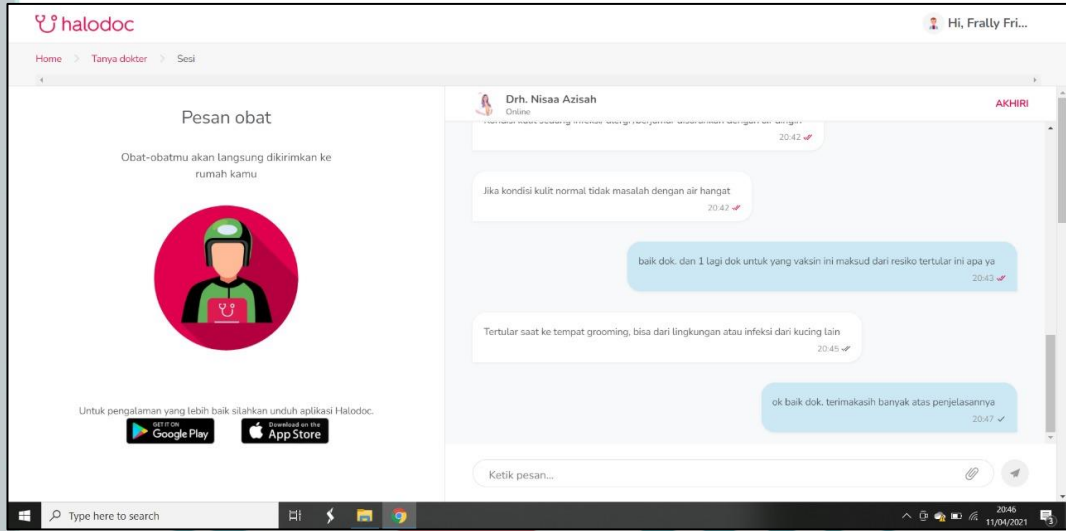 halodoc
Hi, Frally Fri...
Home > Tanya dokter > Sesi
Pesan obat
Obat-obatmu akan langsung dikirimkan ke
rumah kamu
Untuk pengalaman yang lebih baik silahkan unduh aplikasi Halodoc.
GET IT ON
Google Play
Download on the
App Store
Drh. Nisaa Azisah
Online
AKHIRI
20:42
Jika kondisi kulit normal tidak masalah dengan air hangat
20:42
baik dok. dan 1 lagi dok untuk yang vaksin ini maksud dari resiko tertular ini apa ya
20:43
Tertular saat ke tempat grooming, bisa dari lingkungan atau infeksi dari kucing lain
20:45
ok baik dok. terimakasih banyak atas penjelasannya
20:47
Ketik pesan...
Type here to search
20:46
11/04/2021
3